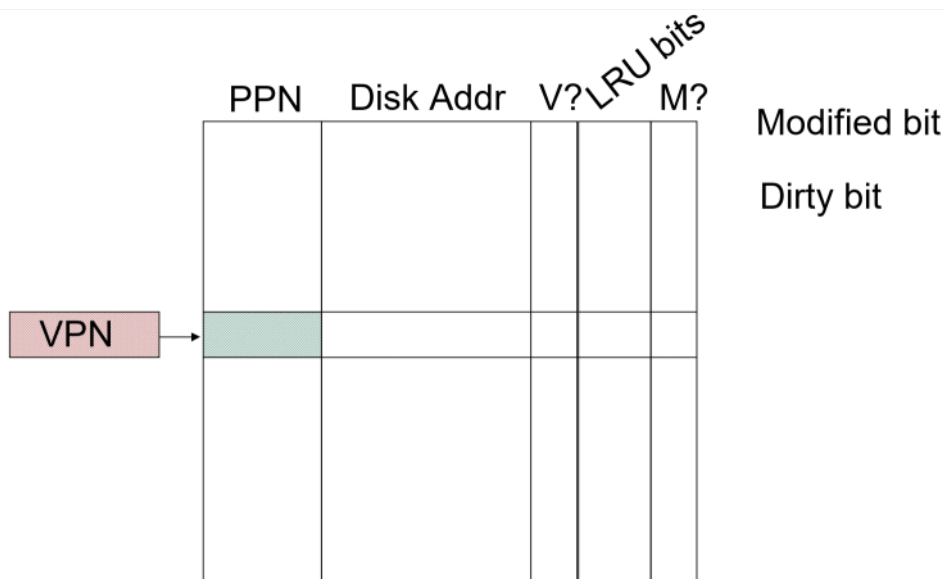 PPN Disk Addr V? LRU bits M?
Modified bit
Dirty bit
VPN